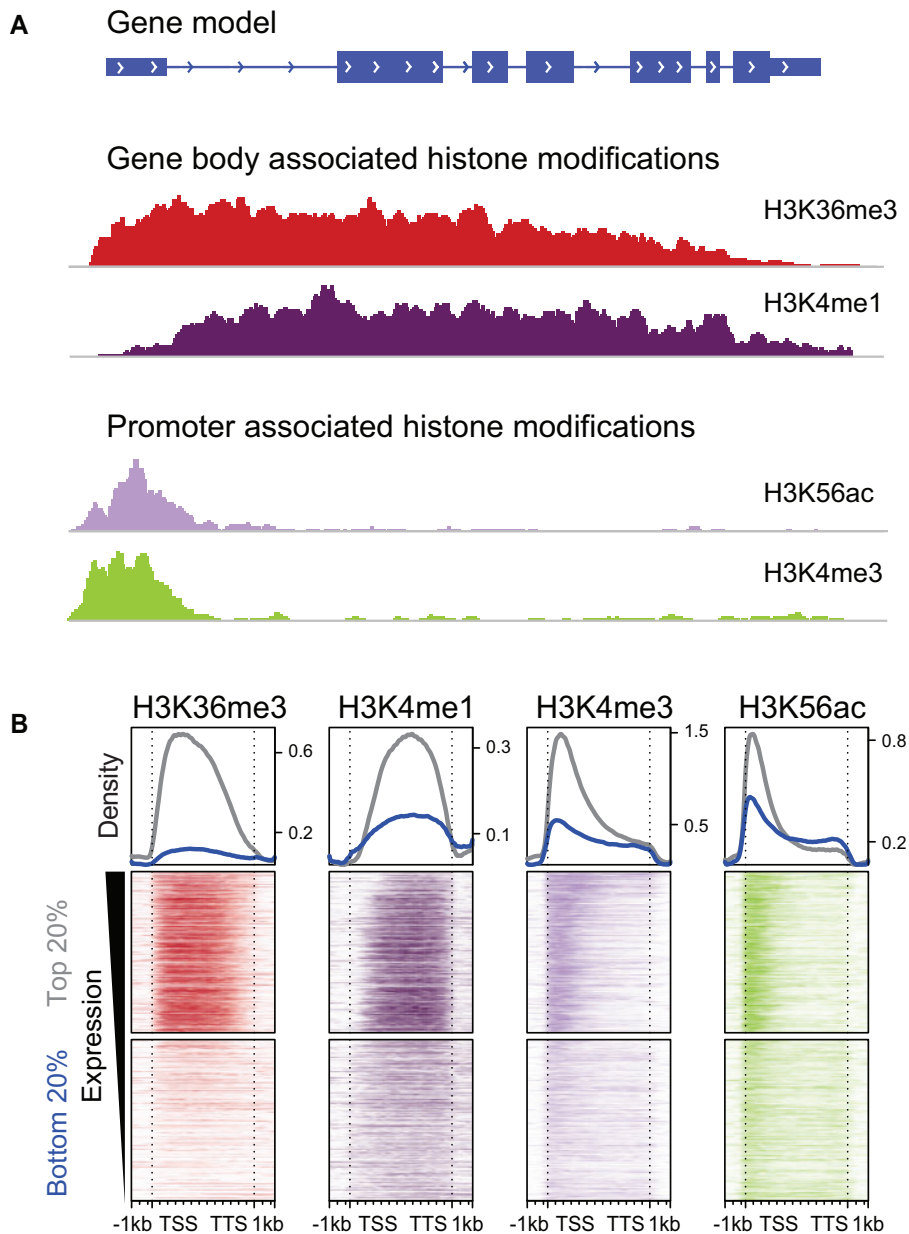 A
Gene model
Gene body associated histone modifications
H3K36me3
H3K4me1
Promoter associated histone modifications
H3K56ac
H3K4me3
B
H3K36me3 H3K4me1 H3K4me3 H3K56ac
Density
0.6
0.2
0.3
0.1
1.5
0.5
0.8
0.2
Top 20%
Bottom 20%
Expression
-1kb TSS TTS 1kb -1kb TSS TTS 1kb -1kb TSS TTS 1kb -1kb TSS TTS 1kb